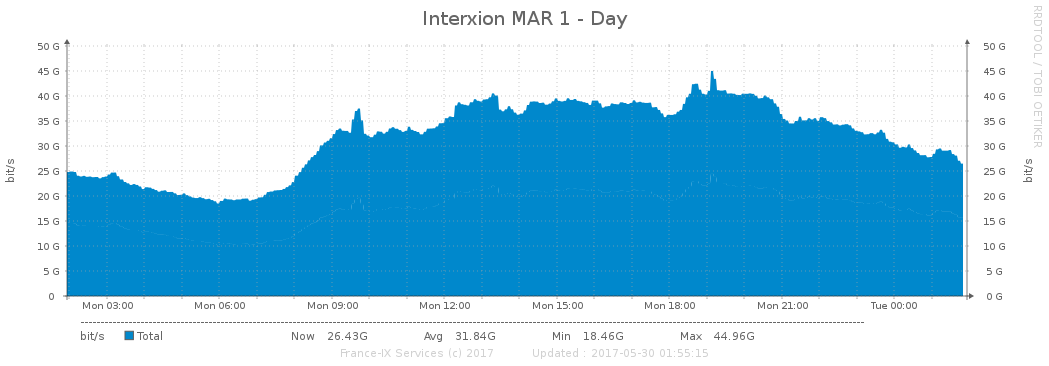 Interxion MAR 1 - Day
RRDTOOL / TOBI OETIKER
50 G 50 G
45 G 45 G
40 G 40 G
35 G 35 G
30 G 30 G
25 G 25 G
20 G 20 G
15 G 15 G
10 G 10 G
5 G 5 G
0 0 G
bit/s
bit/s
Mon 03:00 Mon 06:00 Mon 09:00 Mon 12:00 Mon 15:00 Mon 18:00 Mon 21:00 Tue 00:00
bit/s Total Now 26.43G Avg 31.84G Min 18.46G Max 44.96G
France-IX Services (c) 2017 Updated : 2017-05-30 01:55:15